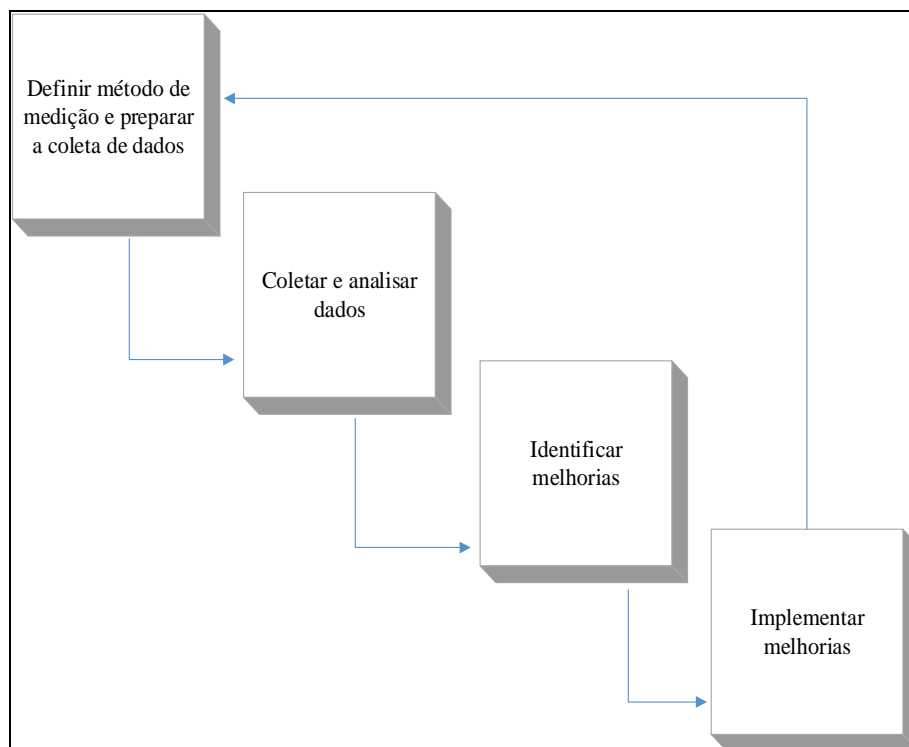 Definir método de
medição e preparar
a coleta de dados
Coletar e analisar
dados
Identificar
melhorias
Implementar
melhorias